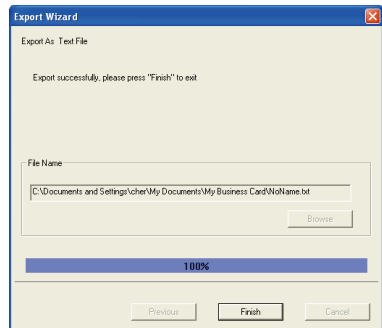 Export Wizard
Export As Text File
Export successfully, please press "Finish" to exit
File Name
C:\Documents and Settings\cher\My Documents\My Business Card\NoName.txt
Browse
100%
Previous Finish Cancel